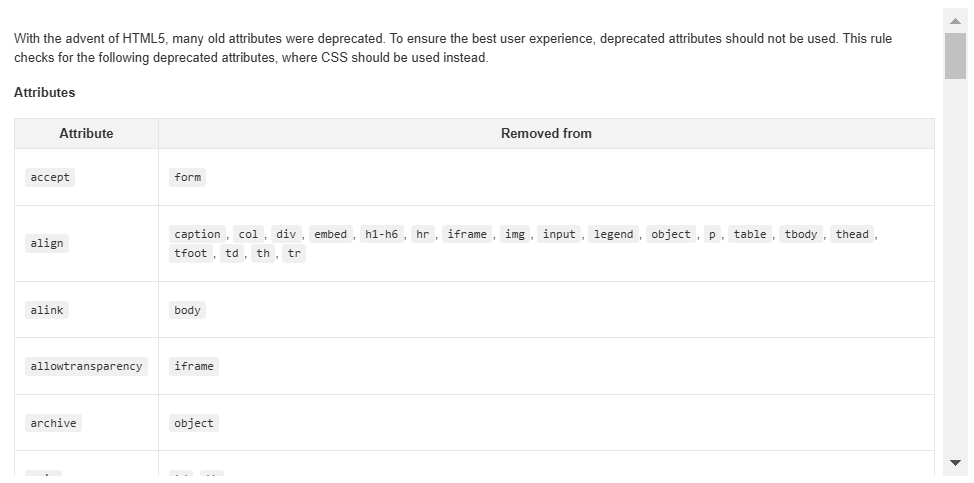 With the advent of HTML5, many old attributes were deprecated. To ensure the best user experience, deprecated attributes should not be used. This rule
checks for the following deprecated attributes, where CSS should be used instead.
Attributes
Attribute Removed from
accept form
align caption , col , div , embed , h1-h6 , hr , iframe , img , input , legend , object , p , table , tbody , thead ,
tfoot , td , th , tr
alink body
allowtransparency iframe
archive object